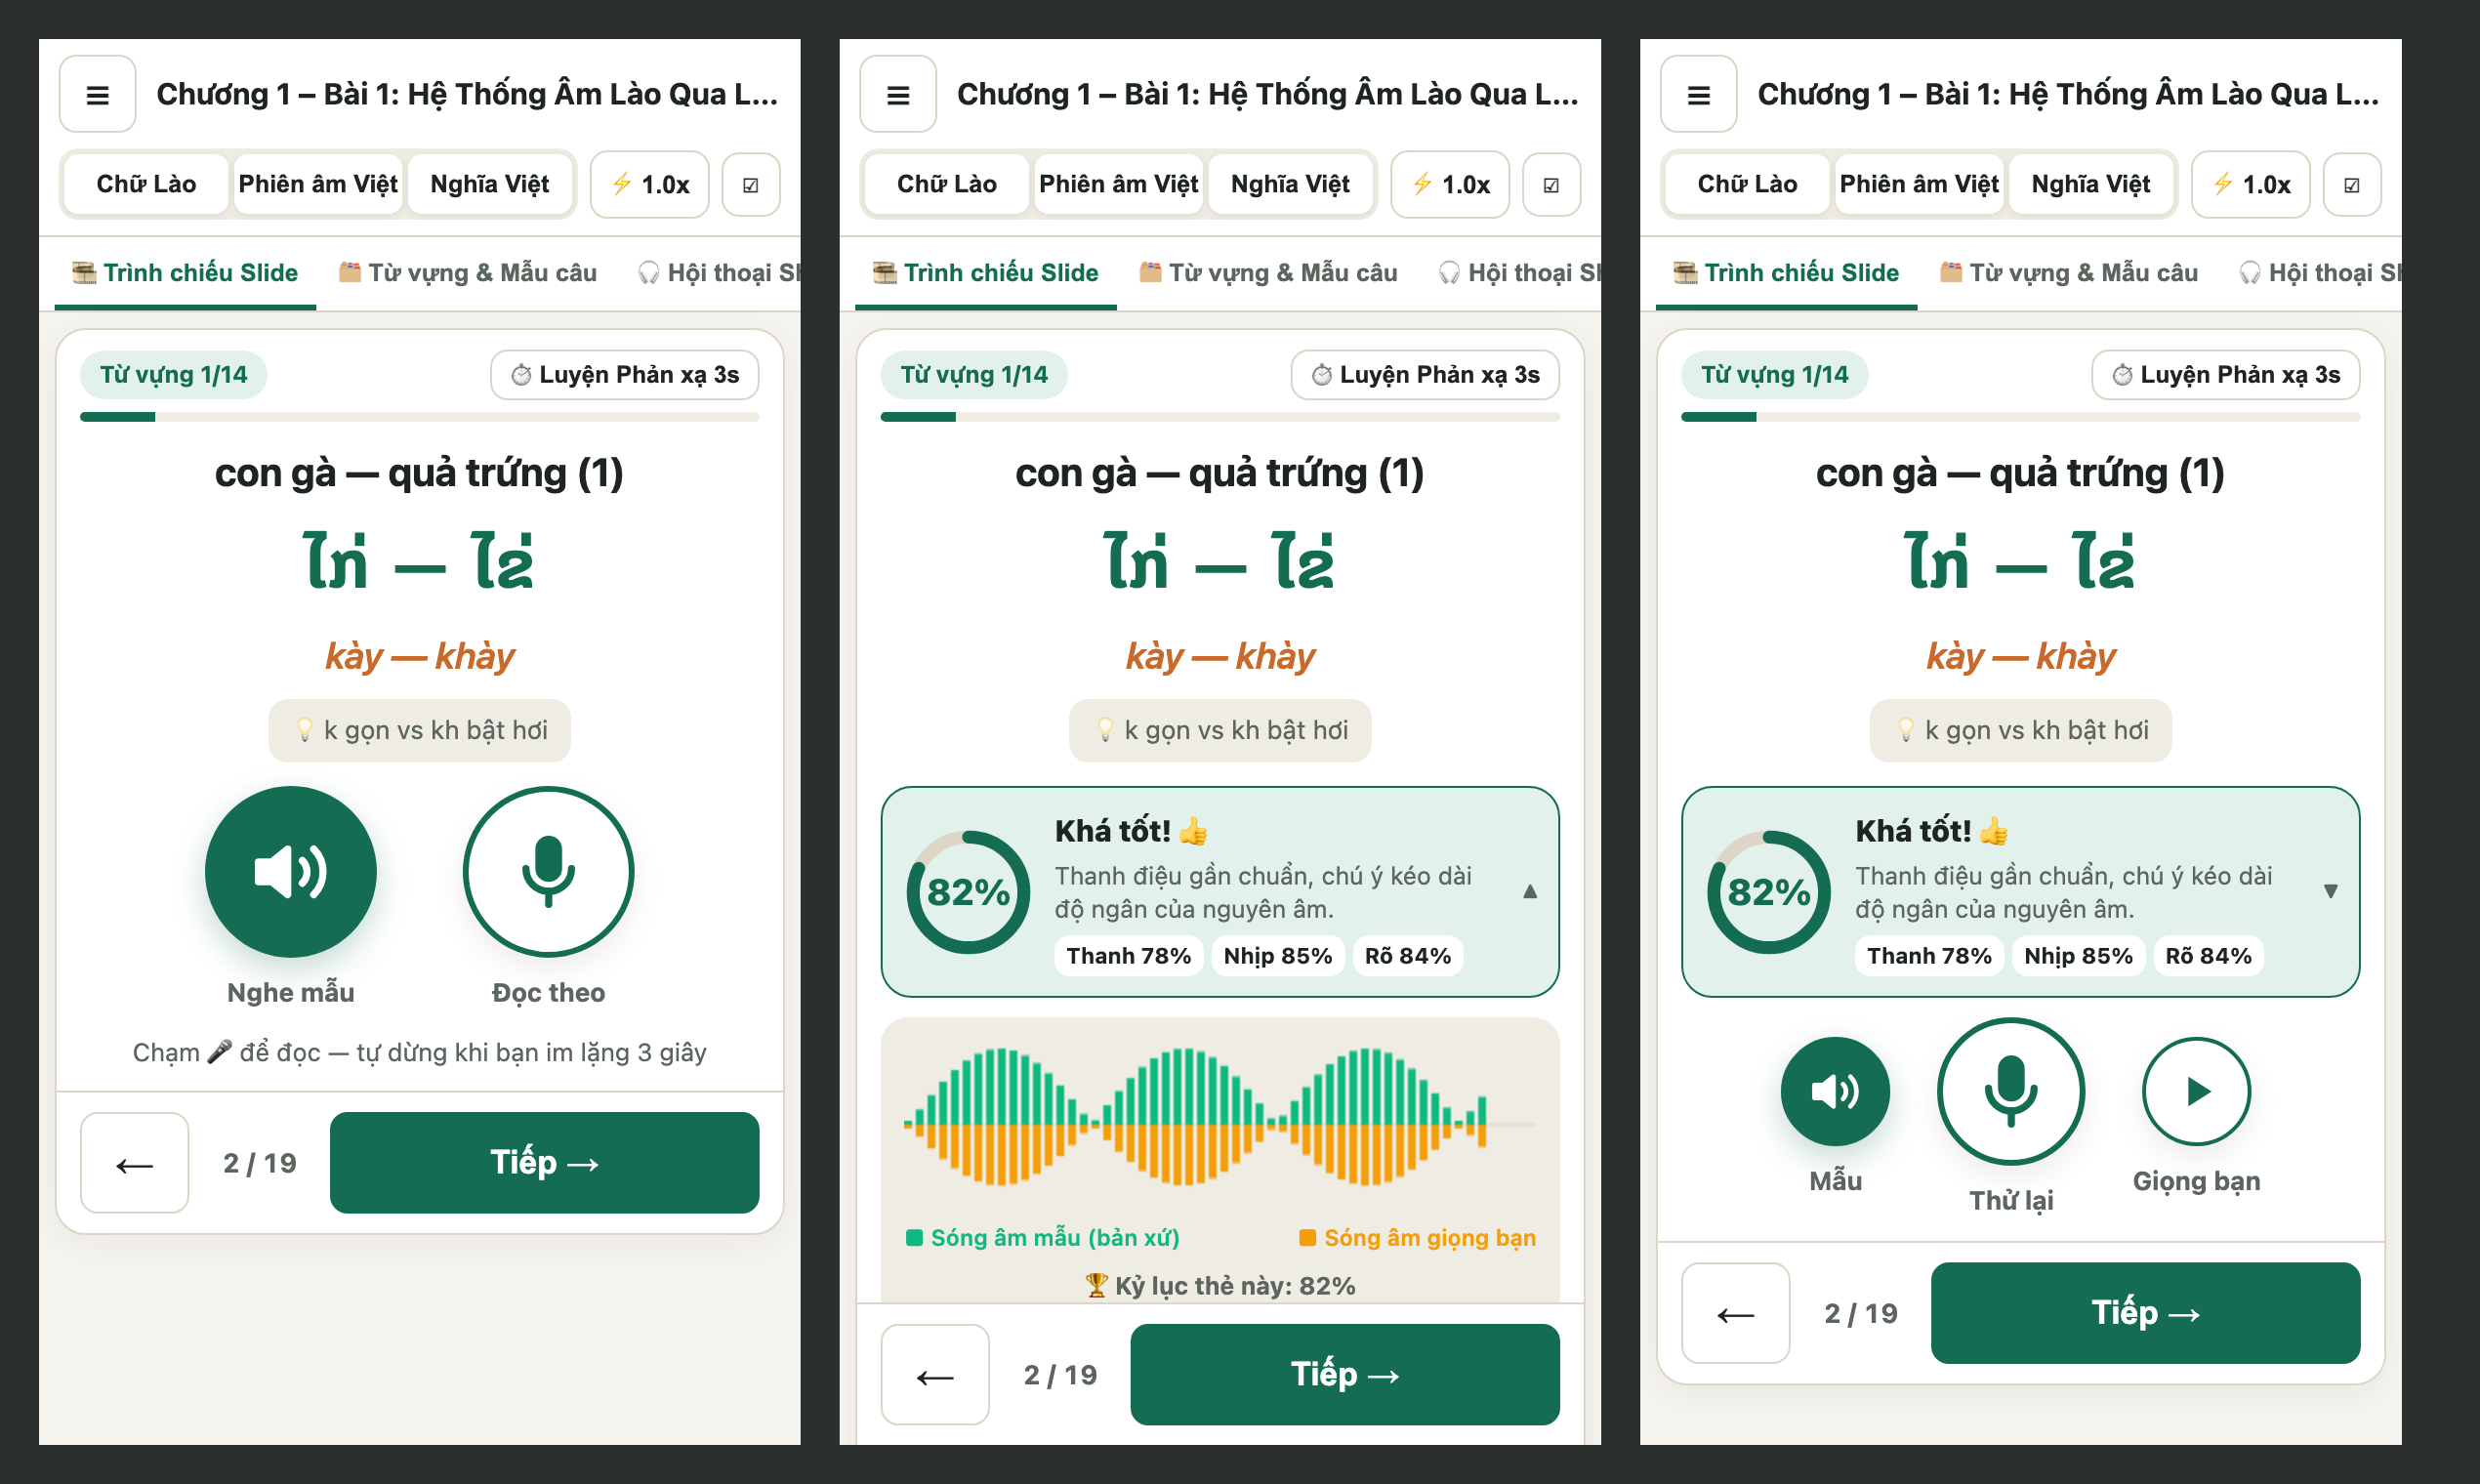 Chương 1 – Bài 1: Hệ Thống Âm Lào Qua L...
Chữ Lào
Phiên âm Việt
Nghĩa Việt
⚡ 1.0x
Trình chiếu Slide
Từ vựng & Mẫu câu
Hội thoại Sh
Từ vựng 1/14
Luyện Phản xạ 3s
con gà — quả trứng (1)
ໄກ່ — ໄຂ່
kày — khày
k gọn vs kh bật hơi
Nghe mẫu
Đọc theo
Chạm 🎤 để đọc — tự dừng khi bạn im lặng 3 giây
←
2 / 19
Tiếp →
Chương 1 – Bài 1: Hệ Thống Âm Lào Qua L...
Chữ Lào
Phiên âm Việt
Nghĩa Việt
⚡ 1.0x
Trình chiếu Slide
Từ vựng & Mẫu câu
Hội thoại Sh
Từ vựng 1/14
Luyện Phản xạ 3s
con gà — quả trứng (1)
ໄກ່ — ໄຂ່
kày — khày
k gọn vs kh bật hơi
82%
Khá tốt! 👍
Thanh điệu gần chuẩn, chú ý kéo dài
độ ngân của nguyên âm.
Thanh 78%
Nhịp 85%
Rõ 84%
Sóng âm mẫu (bản xứ)
Sóng âm giọng bạn
🏆 Kỷ lục thẻ này: 82%
←
2 / 19
Tiếp →
Chương 1 – Bài 1: Hệ Thống Âm Lào Qua L...
Chữ Lào
Phiên âm Việt
Nghĩa Việt
⚡ 1.0x
Trình chiếu Slide
Từ vựng & Mẫu câu
Hội thoại Sh
Từ vựng 1/14
Luyện Phản xạ 3s
con gà — quả trứng (1)
ໄກ່ — ໄຂ່
kày — khày
k gọn vs kh bật hơi
82%
Khá tốt! 👍
Thanh điệu gần chuẩn, chú ý kéo dài
độ ngân của nguyên âm.
Thanh 78%
Nhịp 85%
Rõ 84%
Mẫu
Thử lại
Giọng bạn
←
2 / 19
Tiếp →